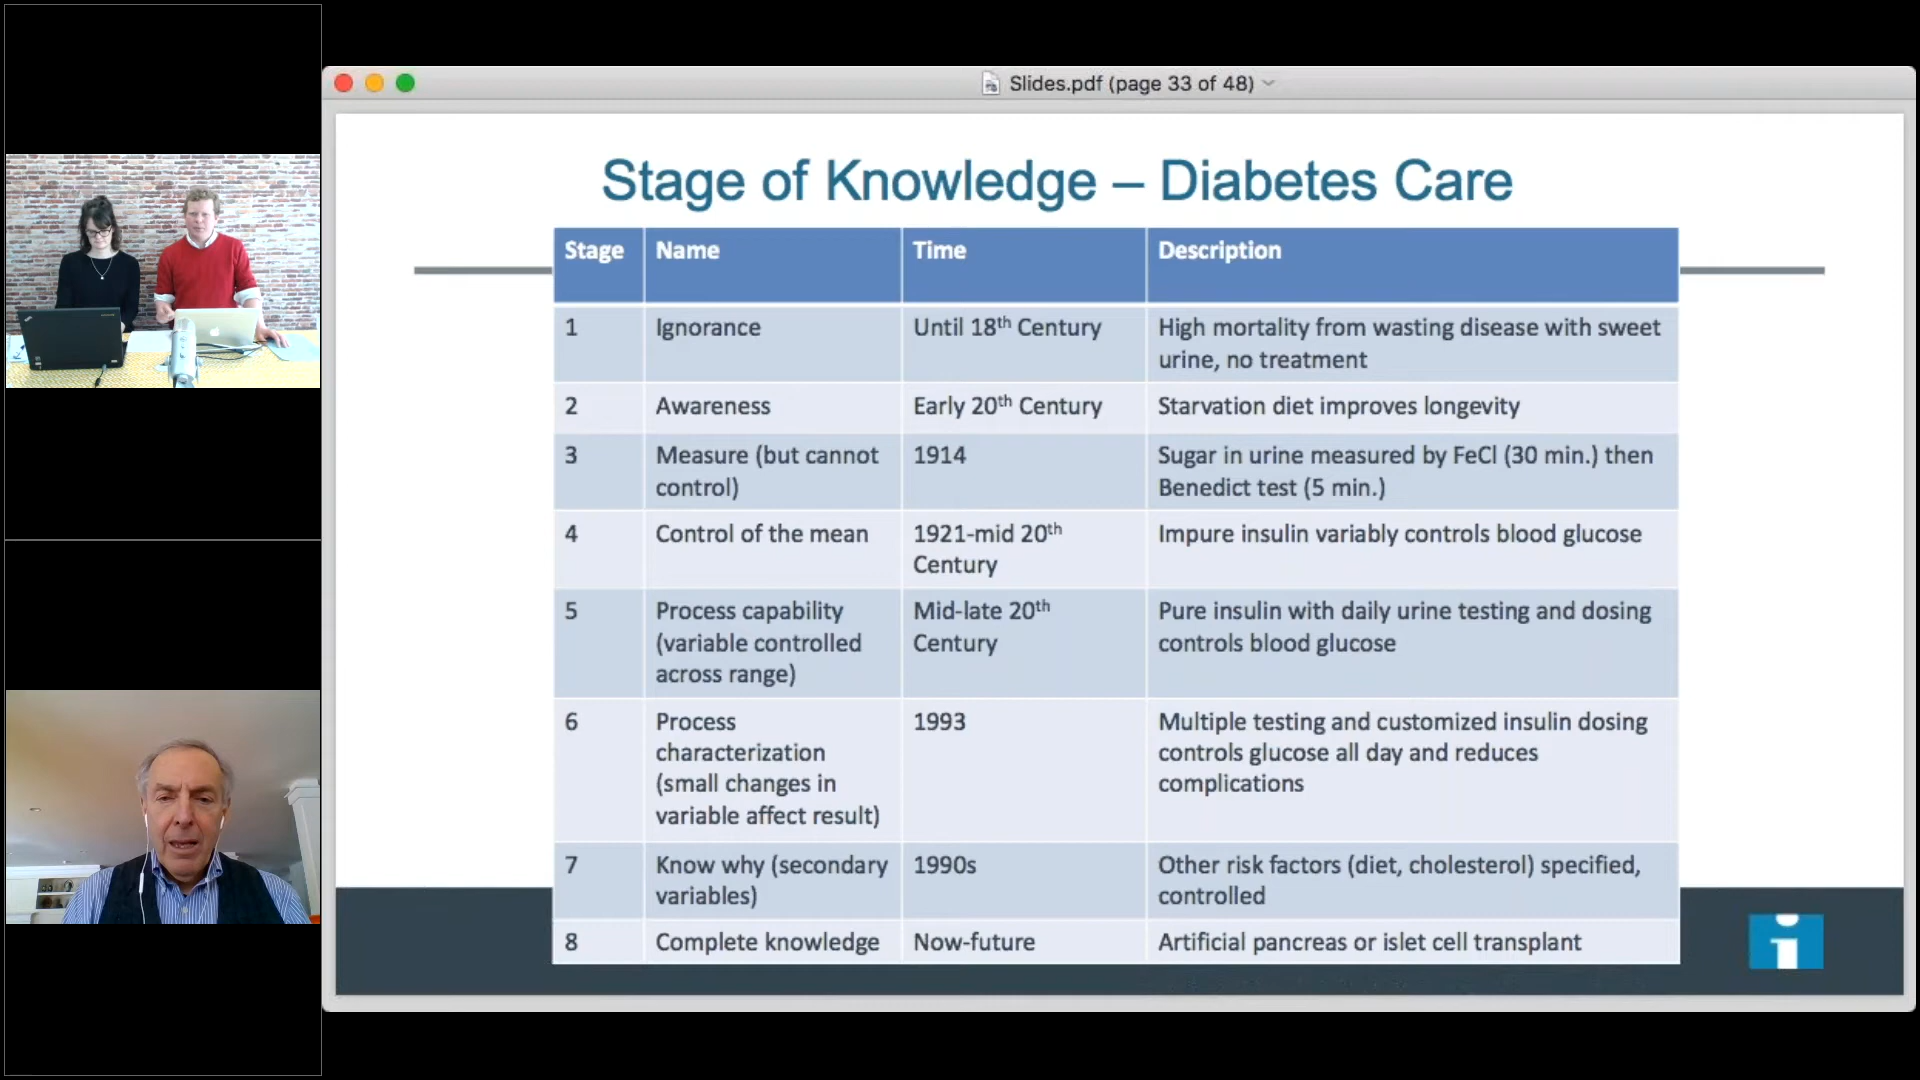 Slides.pdf (page 33 of 48)
Stage of Knowledge – Diabetes Care
Stage Name Time Description
1 Ignorance Until 18th Century High mortality from wasting disease with sweet
urine, no treatment
2 Awareness Early 20th Century Starvation diet improves longevity
3 Measure (but cannot 1914 Sugar in urine measured by FeCl (30 min.) then
control) Benedict test (5 min.)
4 Control of the mean 1921-mid 20th Impure insulin variably controls blood glucose
Century
5 Process capability Mid-late 20th Pure insulin with daily urine testing and dosing
(variable controlled Century controls blood glucose
across range)
6 Process 1993 Multiple testing and customized insulin dosing
characterization controls glucose all day and reduces
(small changes in complications
variable affect result)
7 Know why (secondary 1990s Other risk factors (diet, cholesterol) specified,
variables) controlled
8 Complete knowledge Now-future Artificial pancreas or islet cell transplant
i